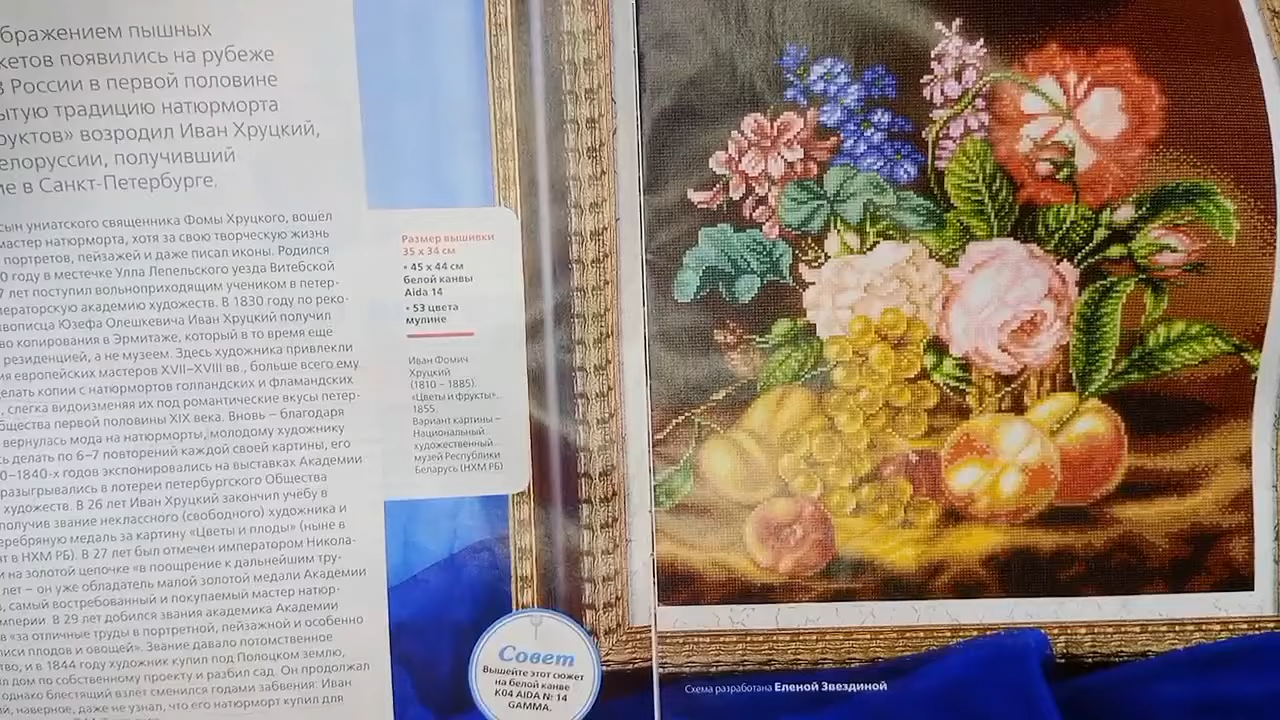 бражением пышных
кетов появились на рубеже
В России в первой половине
ытую традицию натюрморта
руктов» возродил Иван Хруцкий,
елоруссии, получивший
ие в Санкт-Петербурге.
сын униатского священника Фомы Хруцкого, вошёл
мастер натюрморта, хотя за свою творческую жизнь
портретов, пейзажей и даже писал иконы. Родился
0 году в местечке Улла Лепельского уезда Витебской
7 лет поступил вольноприходящим учеником в петер-
ператорскую академию художеств. В 1830 году по реко-
вописца Юзефа Олешкевича Иван Хруцкий получил
во копирования в Эрмитаже, который в то время ещё
резиденцией, а не музеем. Здесь художника привлекли
ия европейских мастеров XVII–XVIII вв., больше всего ему
делать копии с натюрмортов голландских и фламандских
, слегка видоизменяя их под романтические вкусы петер-
бщества первой половины XIX века. Вновь – благодаря
вернулась мода на натюрморты, молодому художнику
сь делать по 6–7 повторений каждой своей картины, его
0–1840-х годов экспонировались на выставках Академии
разыгрывались в лотереи петербургского Общества
художеств. В 26 лет Иван Хруцкий закончил учёбу в
получив звание неклассного (свободного) художника и
еребряную медаль за картину «Цветы и плоды» (ныне в
ат в НХМ РБ). В 27 лет был отмечен императором Никола-
и на золотой цепочке «в поощрение к дальнейшим тру-
лет – он уже обладатель малой золотой медали Академии
, самый востребованный и покупаемый мастер натюр-
мперии. В 29 лет добился звания академика Академии
в «за отличные труды в портретной, пейзажной и особенно
писи плодов и овощей». Звание давало потомственное
тво, и в 1844 году художник купил под Полоцком землю,
л дом по собственному проекту и разбил сад. Он продолжал
однако блестящий взлёт сменился годами забвения: Иван
й, наверное, даже не узнал, что его натюрморт купил для
Размер вышивки
35 x 34 см
• 45 x 44 см
белой канвы
Aida 14
• 53 цвета
мулине
Иван Фомич
Хруцкий
(1810 – 1885).
«Цветы и фрукты».
1855.
Вариант картины –
Национальный
художественный
музей Республики
Беларусь (НХМ РБ)
Совет
Вышейте этот сюжет
на белой канве
K04 AIDA № 14
GAMMA.
Схема разработана Еленой Звездиной